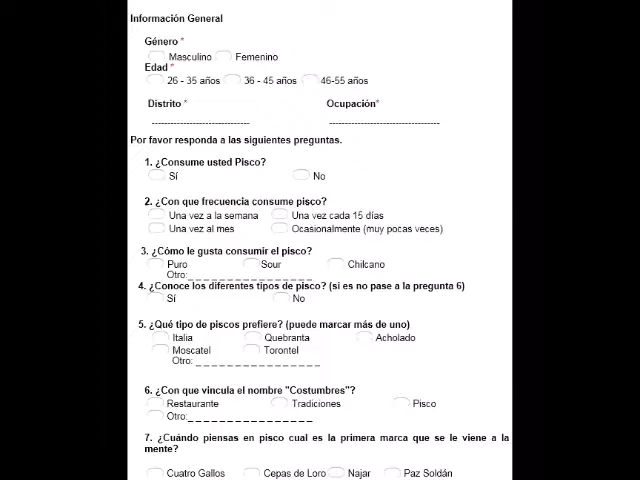 Información General
Género *
Masculino Femenino
Edad *
26 - 35 años 36 - 45 años 46-55 años
Distrito * Ocupación*
------------------------------- -----------------------------------
Por favor responda a las siguientes preguntas.
1. ¿Consume usted Pisco?
Sí No
2. ¿Con que frecuencia consume pisco?
Una vez a la semana Una vez cada 15 días
Una vez al mes Ocasionalmente (muy pocas veces)
3. ¿Cómo le gusta consumir el pisco?
Puro Sour Chilcano
Otro:_ _ _ _ _ _ _ _ _ _ _ _ _ _ _
4. ¿Conoce los diferentes tipos de pisco? (si es no pase a la pregunta 6)
Sí No
5. ¿Qué tipo de piscos prefiere? (puede marcar más de uno)
Italia Quebranta Acholado
Moscatel Torontel
Otro: _ _ _ _ _ _ _ _ _ _ _ _ _ _ _
6. ¿Con que vincula el nombre "Costumbres"?
Restaurante Tradiciones Pisco
Otro:_ _ _ _ _ _ _ _ _ _ _ _ _ _ _
7. ¿Cuándo piensas en pisco cual es la primera marca que se le viene a la
mente?
Cuatro Gallos Cepas de Loro Najar Paz Soldán